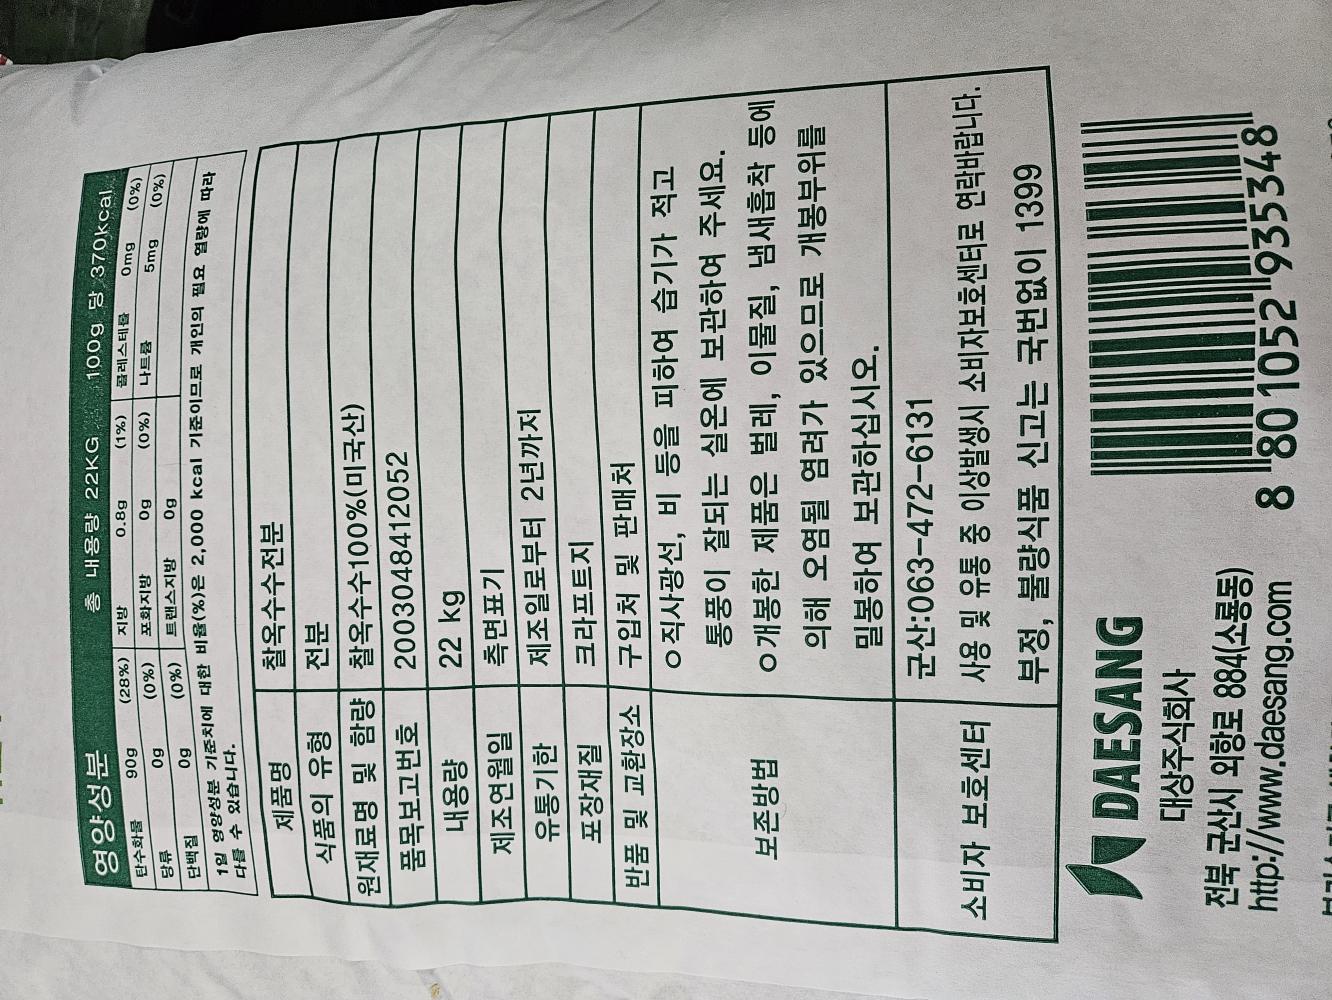 영양성분 총 내용량 22KG 100g 당 370kcal
탄수화물 90g (28%) 지방 0.8g (1%) 콜레스테롤 0mg (0%)
당류 0g (0%) 포화지방 0g (0%) 나트륨 5mg (0%)
단백질 0g (0%) 트랜스지방 0g
1일 영양성분 기준치에 대한 비율(%)은 2,000 kcal 기준이므로 개인의 필요 열량에 따라
다를 수 있습니다.
제품명 찰옥수수전분
식품의 유형 전분
원재료명 및 함량 찰옥수수100%(미국산)
품목보고번호 2003048412052
내용량 22 kg
제조연월일 측면표기
유통기한 제조일로부터 2년까지
포장재질 크라프트지
반품 및 교환장소 구입처 및 판매처
보존방법
ㅇ직사광선, 비 등을 피하여 습기가 적고
통풍이 잘되는 실온에 보관하여 주세요.
ㅇ개봉한 제품은 벌레, 이물질, 냄새흡착 등에
의해 오염될 염려가 있으므로 개봉부위를
밀봉하여 보관하십시오.
소비자 보호센터
군산:063-472-6131
사용 및 유통 중 이상발생시 소비자보호센터로 연락바랍니다.
부정, 불량식품 신고는 국번없이 1399
DAESANG
대상주식회사
전북 군산시 외항로 884(소룡동)
http://www.daesang.com
8 801052 935348